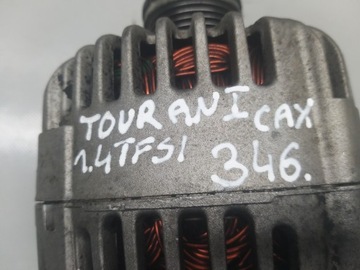 TOURAN I CAX
1.4TFSI 346.